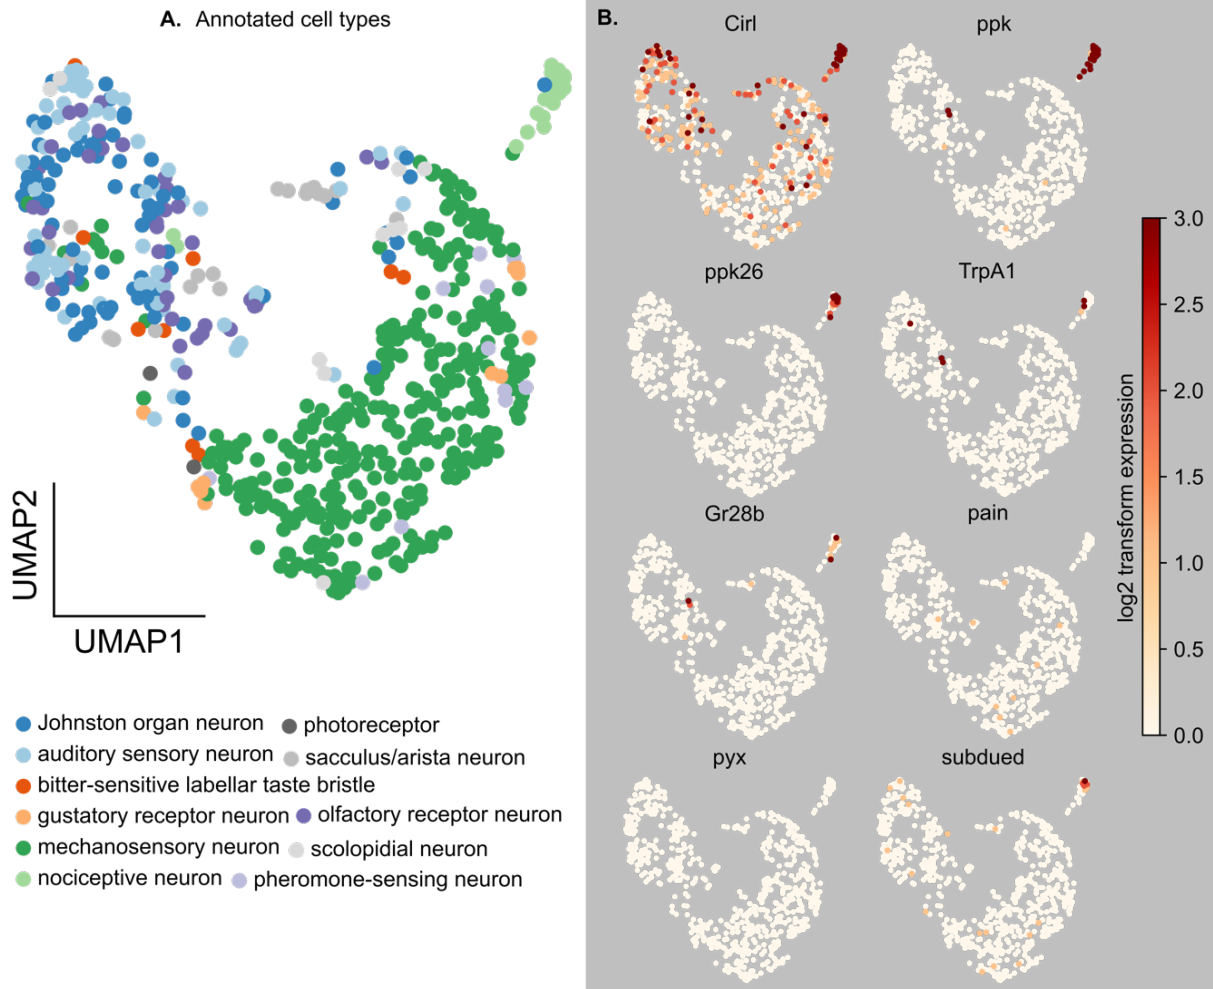 A. Annotated cell types
UMAP2
UMAP1
Johnston organ neuron
photoreceptor
auditory sensory neuron
sacculus/arista neuron
bitter-sensitive labellar taste bristle
gustatory receptor neuron
olfactory receptor neuron
mechanosensory neuron
scolopidial neuron
nociceptive neuron
pheromone-sensing neuron
B.
Cirl
ppk
ppk26
TrpA1
Gr28b
pain
pyx
subdued
3.0
2.5
2.0
1.5
1.0
0.5
0.0
log2 transform expression